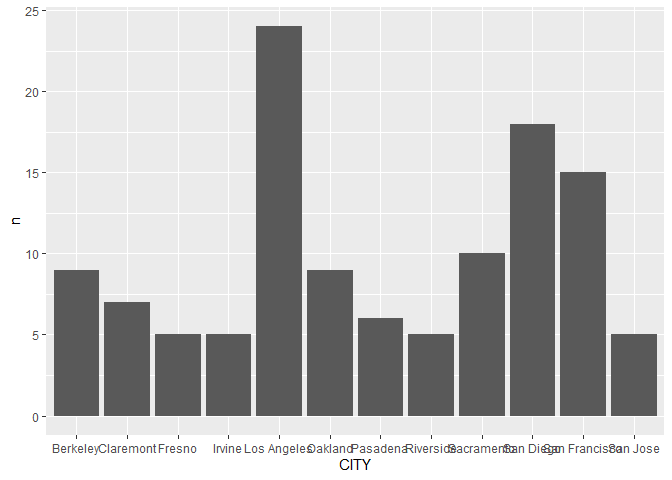 25
20
15
10
5
0
n
Berkeley Claremont Fresno Irvine Los Angeles Oakland Pasadena Riverside Sacramento San Diego San Francisco San Jose
CITY